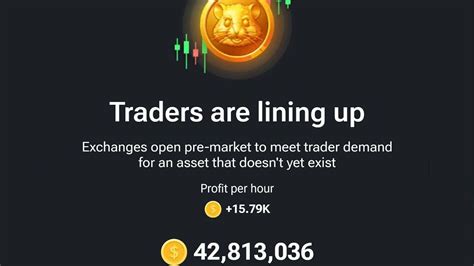 Traders are lining up
Exchanges open pre-market to meet trader demand
for an asset that doesn't yet exist
Profit per hour
+15.79K
42,813,036